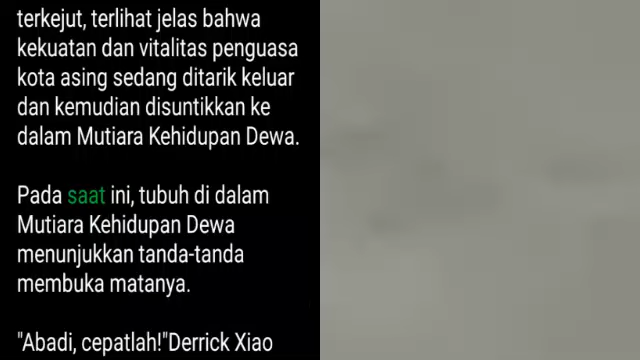 terkejut, terlihat jelas bahwa
kekuatan dan vitalitas penguasa
kota asing sedang ditarik keluar
dan kemudian disuntikkan ke
dalam Mutiara Kehidupan Dewa.
Pada saat ini, tubuh di dalam
Mutiara Kehidupan Dewa
menunjukkan tanda-tanda
membuka matanya.
"Abadi, cepatlah!"Derrick Xiao